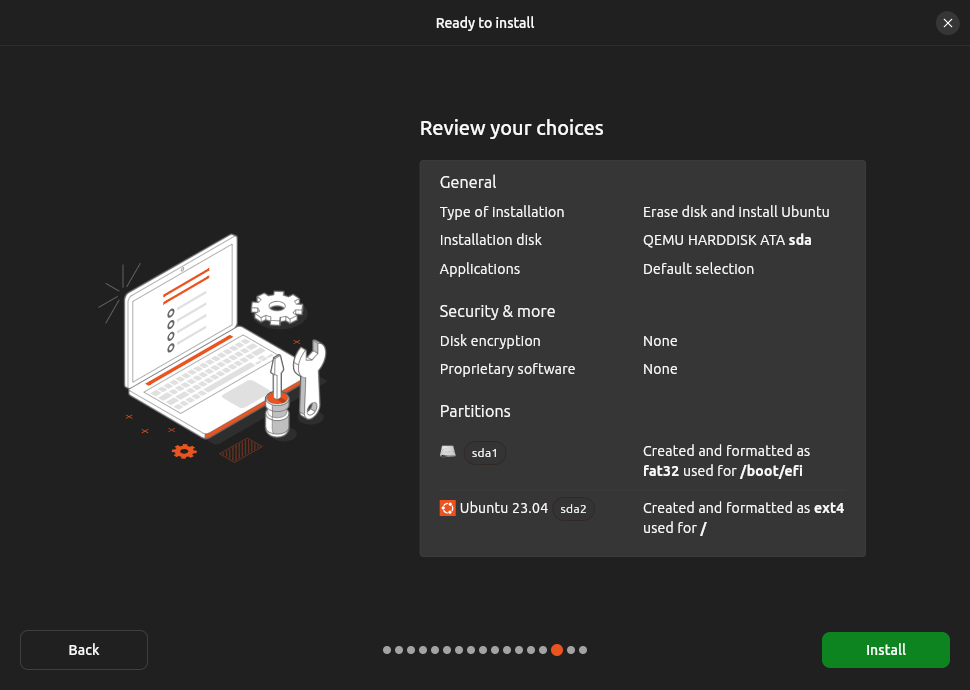 Ready to install
Review your choices
General
Type of installation Erase disk and install Ubuntu
Installation disk QEMU HARDDISK ATA sda
Applications Default selection
Security & more
Disk encryption None
Proprietary software None
Partitions
sda1 Created and formatted as
fat32 used for /boot/efi
Ubuntu 23.04 sda2 Created and formatted as ext4
used for /
Back Install